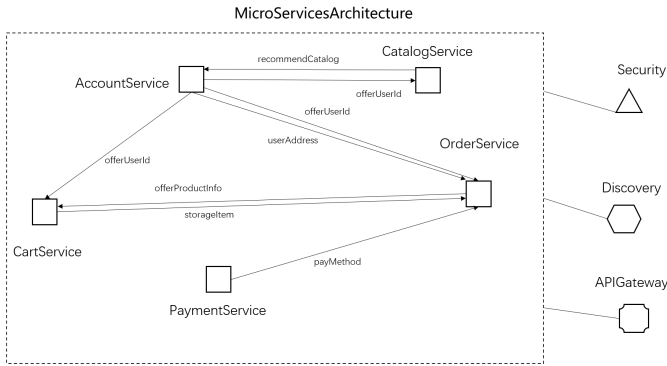 MicroServicesArchitecture
recommendCatalog
CatalogService
Security
AccountService
offerUserId
offerUserId
userAddress
OrderService
offerUserId
offerProductInfo
Discovery
storageItem
CartService
payMethod
APIGateway
PaymentService